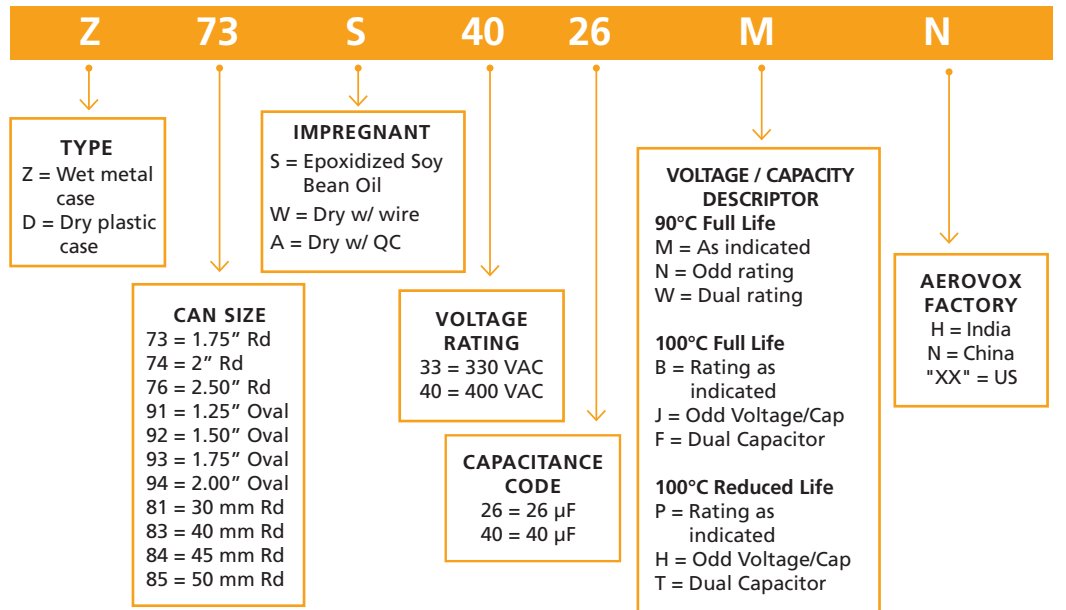 Z 73 S 40 26 M N
TYPE
Z = Wet metal
case
D = Dry plastic
case
CAN SIZE
73 = 1.75” Rd
74 = 2” Rd
76 = 2.50” Rd
91 = 1.25” Oval
92 = 1.50” Oval
93 = 1.75” Oval
94 = 2.00” Oval
81 = 30 mm Rd
83 = 40 mm Rd
84 = 45 mm Rd
85 = 50 mm Rd
IMPREGNANT
S = Epoxidized Soy
Bean Oil
W = Dry w/ wire
A = Dry w/ QC
VOLTAGE
RATING
33 = 330 VAC
40 = 400 VAC
CAPACITANCE
CODE
26 = 26 µF
40 = 40 µF
VOLTAGE / CAPACITY
DESCRIPTOR
90°C Full Life
M = As indicated
N = Odd rating
W = Dual rating
100°C Full Life
B = Rating as
indicated
J = Odd Voltage/Cap
F = Dual Capacitor
100°C Reduced Life
P = Rating as
indicated
H = Odd Voltage/Cap
T = Dual Capacitor
AEROVOX
FACTORY
H = India
N = China
"XX" = US